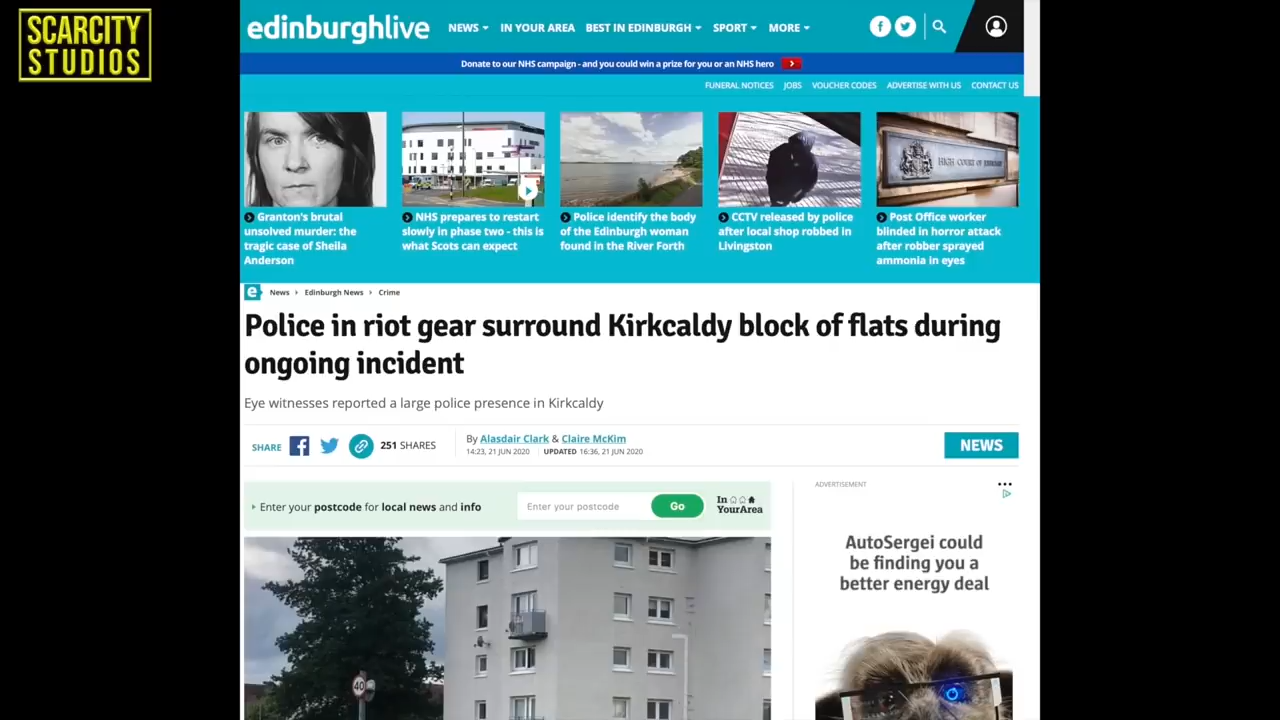 SCARCITY
STUDIOS
edinburghlive
NEWS IN YOUR AREA BEST IN EDINBURGH SPORT MORE
Donate to our NHS campaign - and you could win a prize for you or an NHS hero
FUNERAL NOTICES JOBS VOUCHER CODES ADVERTISE WITH US CONTACT US
HIGH COURT OF
Granton's brutal
unsolved murder: the
tragic case of Sheila
Anderson
NHS prepares to restart
slowly in phase two - this is
what Scots can expect
Police identify the body
of the Edinburgh woman
found in the River Forth
CCTV released by police
after local shop robbed in
Livingston
Post Office worker
blinded in horror attack
after robber sprayed
ammonia in eyes
e News Edinburgh News Crime
Police in riot gear surround Kirkcaldy block of flats during
ongoing incident
Eye witnesses reported a large police presence in Kirkcaldy
SHARE 251 SHARES
By Alasdair Clark & Claire McKim
14:23, 21 JUN 2020 UPDATED 16:36, 21 JUN 2020
NEWS
Enter your postcode for local news and info
Enter your postcode
Go
In
YourArea
ADVERTISEMENT
AutoSergei could
be finding you a
better energy deal
40